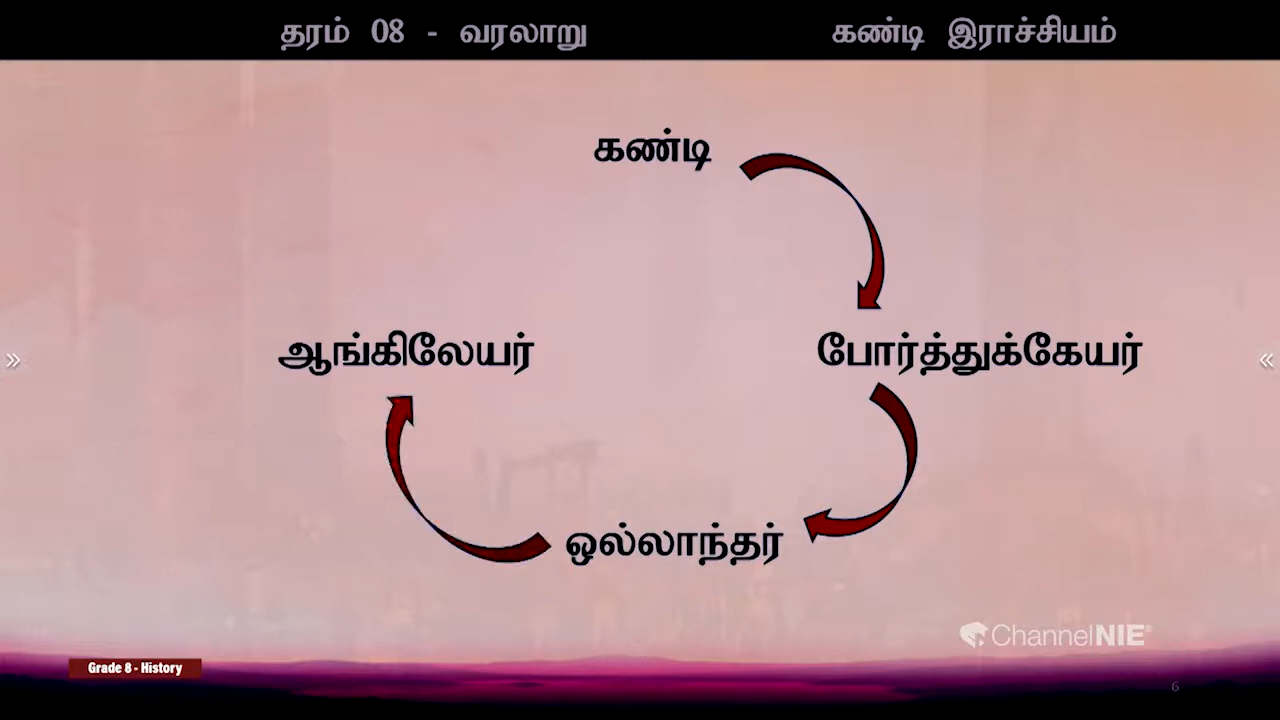 தரம் 08 - வரலாறு
கண்டி இராச்சியம்
கண்டி
ஆங்கிலேயர்
போர்த்துக்கேயர்
ஒல்லாந்தர்
ChannelNIE
Grade 8 - History
6